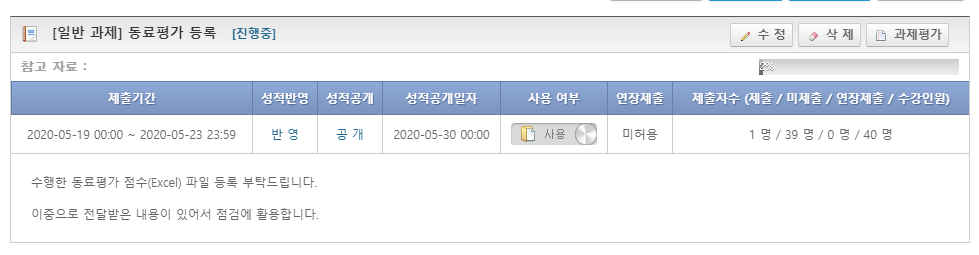 [일반 과제] 동료평가 등록 [진행중]
수 정 삭 제 과제평가
참고 자료 :
2%
제출기간 성적반영 성적공개 성적공개일자 사용 여부 연장제출 제출자수 (제출 / 미제출 / 연장제출 / 수강인원)
2020-05-19 00:00 ~ 2020-05-23 23:59 반 영 공 개 2020-05-30 00:00 사용 미허용 1 명 / 39 명 / 0 명 / 40 명
수행한 동료평가 점수(Excel) 파일 등록 부탁드립니다.
이중으로 전달받은 내용이 있어서 점검에 활용합니다.